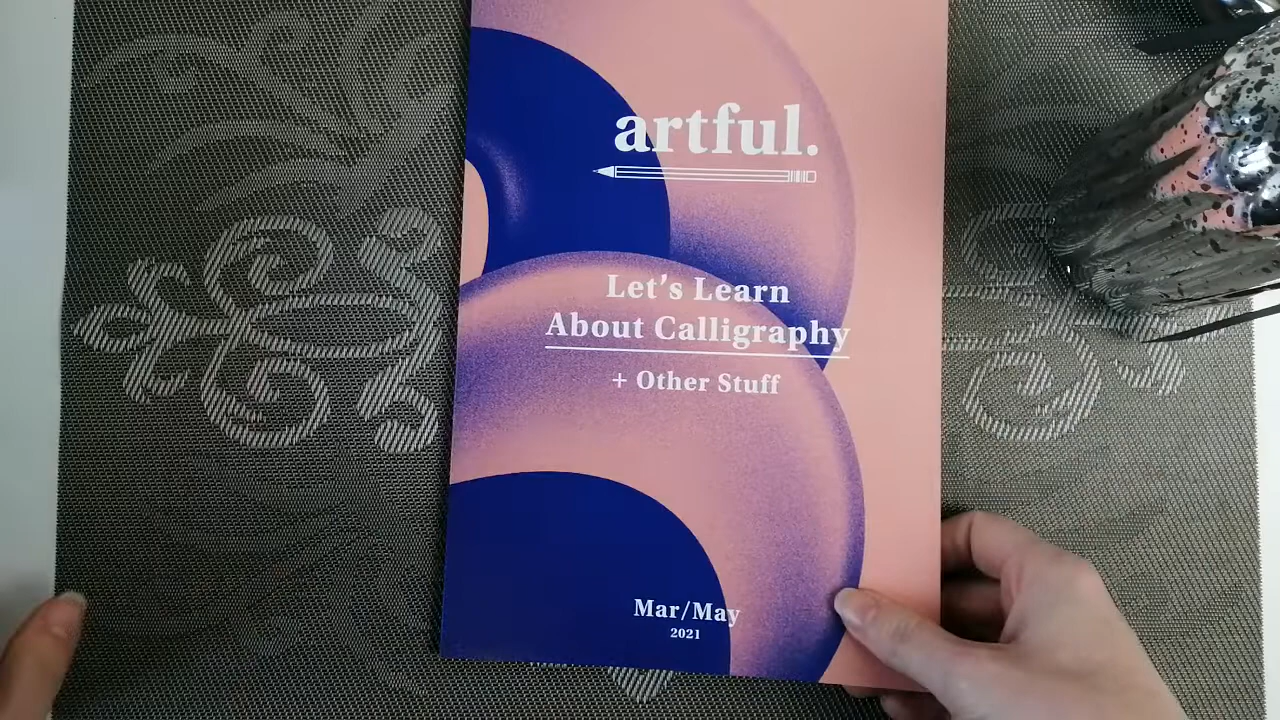 artful.
Let's Learn
About Calligraphy
+ Other Stuff
Mar/May
2021